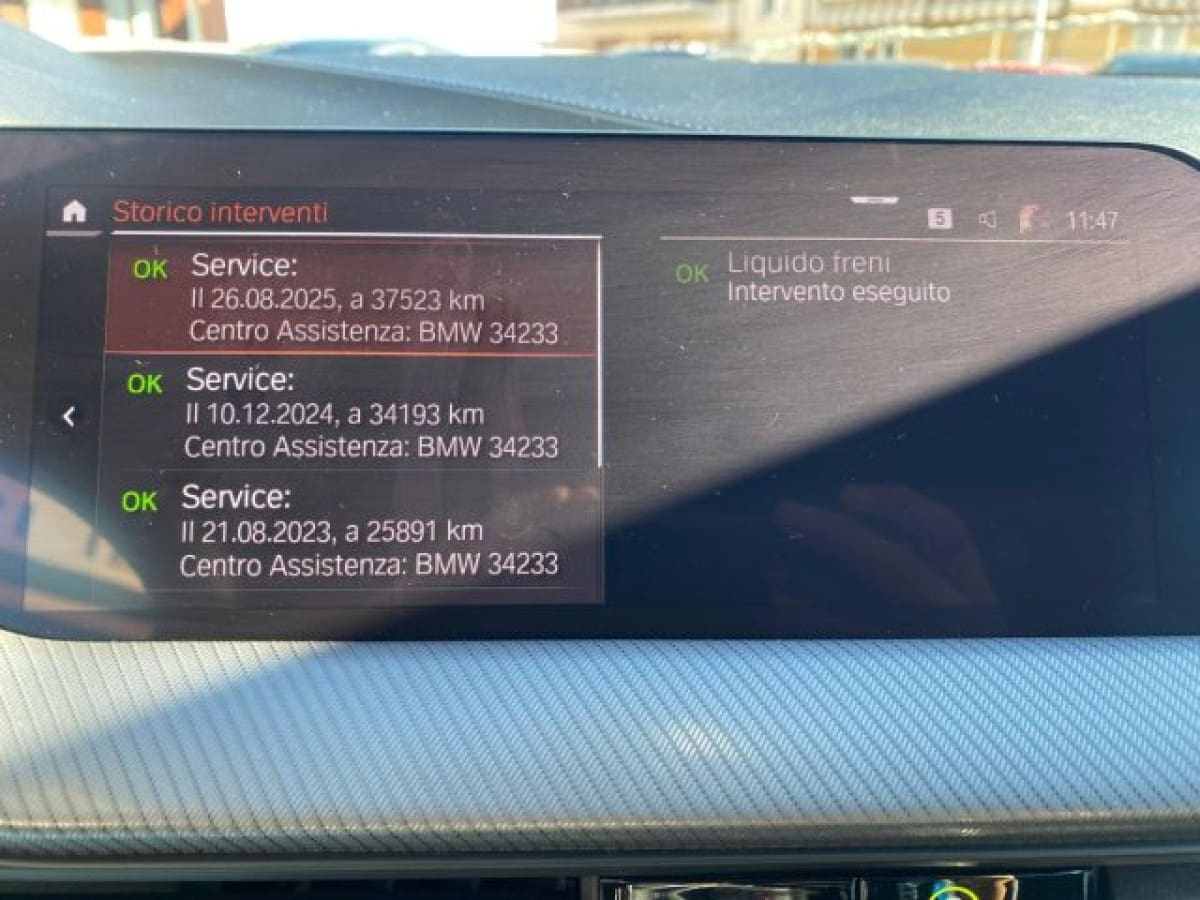 Storico interventi
5
11:47
OK Service:
Il 26.08.2025, a 37523 km
Centro Assistenza: BMW 34233
OK Service:
Il 10.12.2024, a 34193 km
Centro Assistenza: BMW 34233
OK Service:
Il 21.08.2023, a 25891 km
Centro Assistenza: BMW 34233
OK Liquido freni
Intervento eseguito